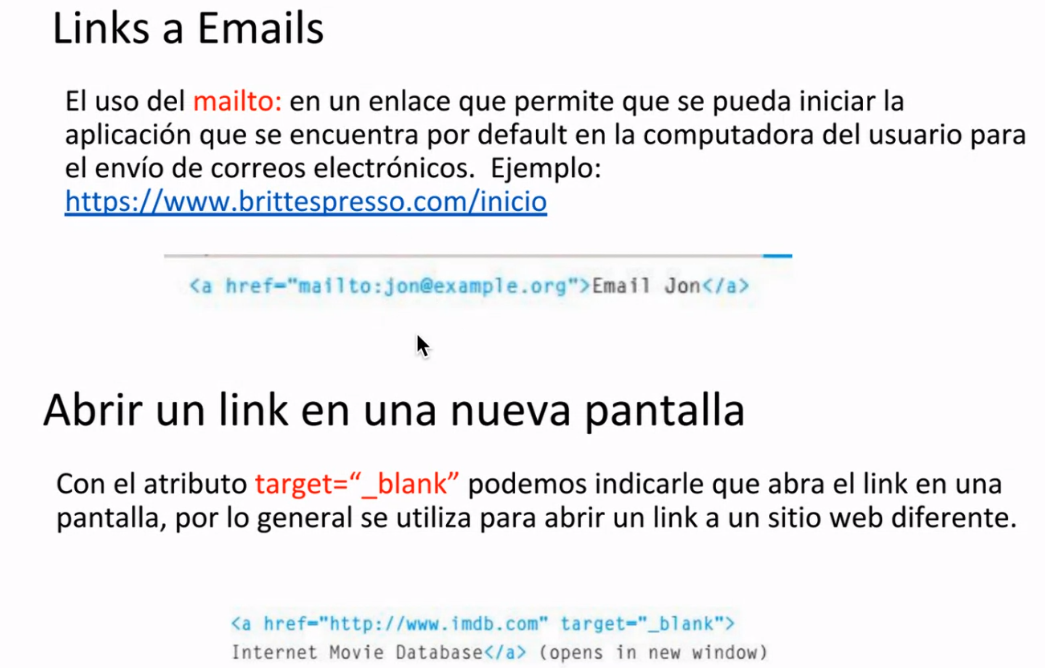 Links a Emails
El uso del mailto: en un enlace que permite que se pueda iniciar la
aplicación que se encuentra por default en la computadora del usuario para
el envío de correos electrónicos. Ejemplo:
https://www.brittespresso.com/inicio
<a href="mailto:jon@example.org">Email Jon</a>
Abrir un link en una nueva pantalla
Con el atributo target=“_blank” podemos indicarle que abra el link en una
pantalla, por lo general se utiliza para abrir un link a un sitio web diferente.
<a href="http://www.imdb.com" target="_blank">
Internet Movie Database</a> (opens in new window)